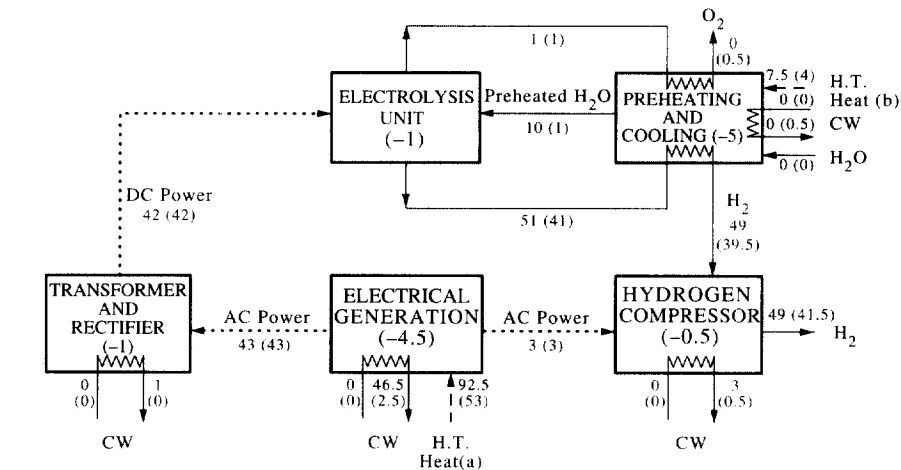 O2
1 (1)
0
(0.5)
7.5 (4)
H.T.
Heat (b)
0 (0)
ELECTROLYSIS
UNIT
(−1)
Preheated H2O
10 (1)
PREHEATING
AND
COOLING (−5)
0 (0.5)
CW
0 (0)
H2O
DC Power
42 (42)
51 (41)
H2
49
(39.5)
TRANSFORMER
AND
RECTIFIER
(−1)
AC Power
43 (43)
ELECTRICAL
GENERATION
(−4.5)
AC Power
3 (3)
HYDROGEN
COMPRESSOR
(−0.5)
49 (41.5)
H2
0
(0)
1
(0)
CW
0
(0)
46.5
(2.5)
92.5
(53)
CW
H.T.
Heat(a)
0
(0)
3
(0.5)
CW